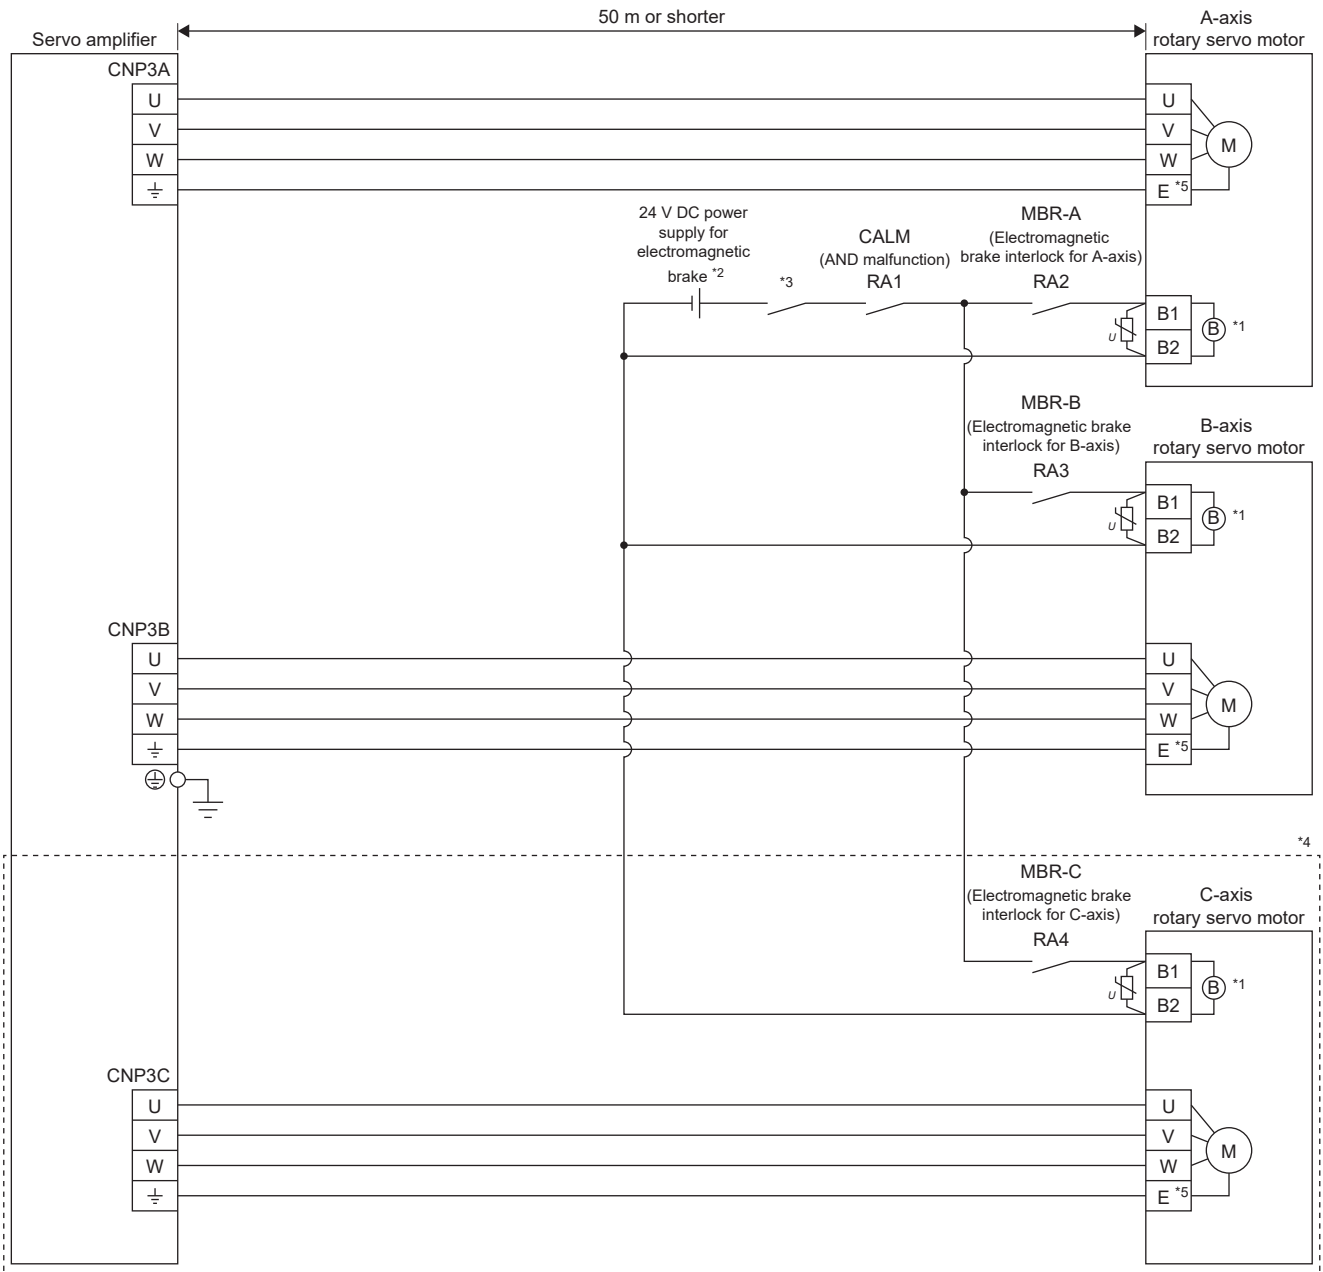 50 m or shorter
Servo amplifier
A-axis
rotary servo motor
CNP3A
U
V
W
U
V
W
E *5
M
24 V DC power
supply for
electromagnetic
brake *2
*3
CALM
(AND malfunction)
RA1
MBR-A
(Electromagnetic
brake interlock for A-axis)
RA2
U
B1
B2
B
*1
MBR-B
(Electromagnetic brake
interlock for B-axis)
RA3
B-axis
rotary servo motor
U
B1
B2
B
*1
CNP3B
U
V
W
U
V
W
E *5
M
*4
MBR-C
(Electromagnetic brake
interlock for C-axis)
RA4
C-axis
rotary servo motor
U
B1
B2
B
*1
CNP3C
U
V
W
U
V
W
E *5
M